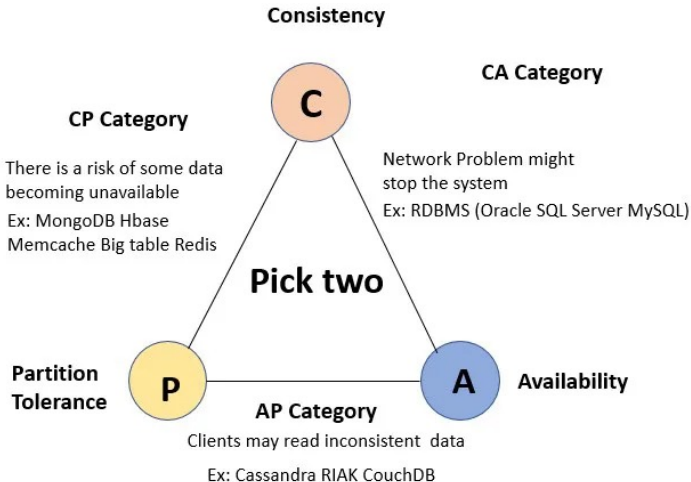 Consistency
CA Category
C
CP Category
There is a risk of some data
becoming unavailable
Ex: MongoDB Hbase
Memcache Big table Redis
Network Problem might
stop the system
Ex: RDBMS (Oracle SQL Server MySQL)
Pick two
Partition
Tolerance
P
A
Availability
AP Category
Clients may read inconsistent data
Ex: Cassandra RIAK CouchDB